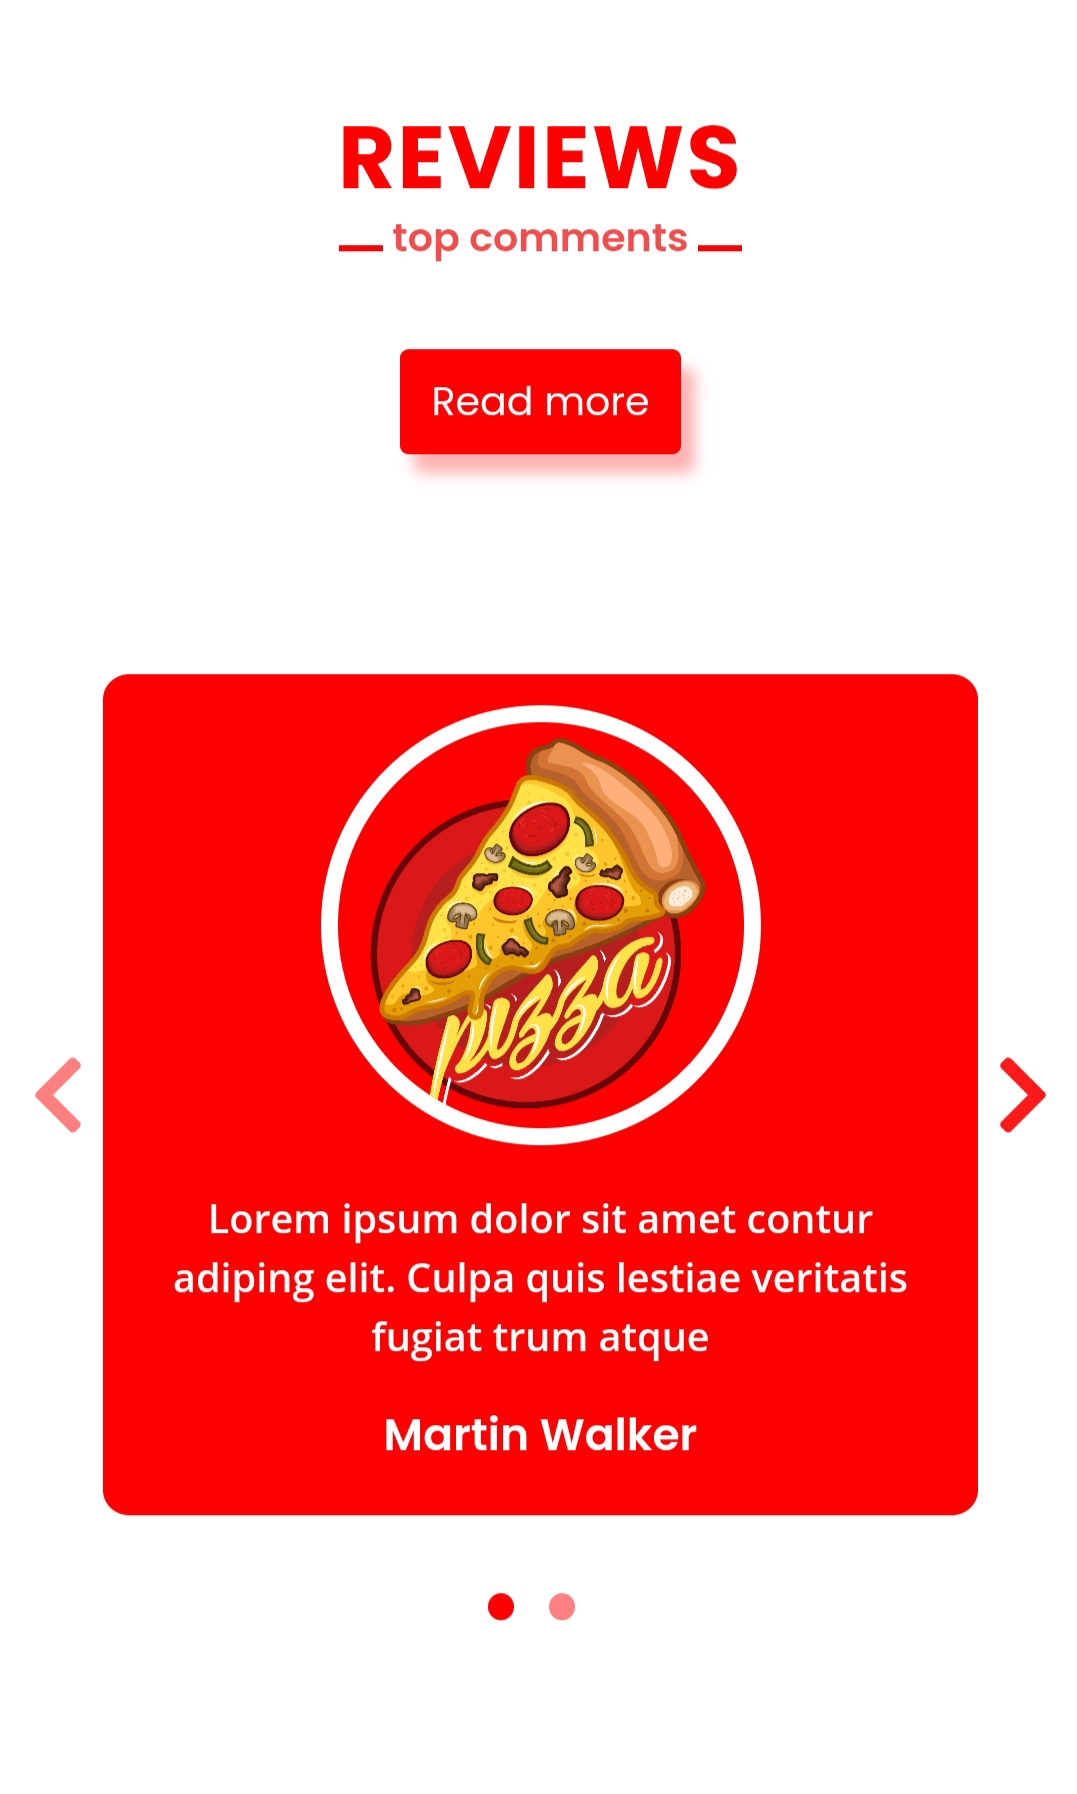 REVIEWS
top comments
Read more
pizza
Lorem ipsum dolor sit amet contur
adiping elit. Culpa quis lestiae veritatis
fugiat trum atque
Martin Walker